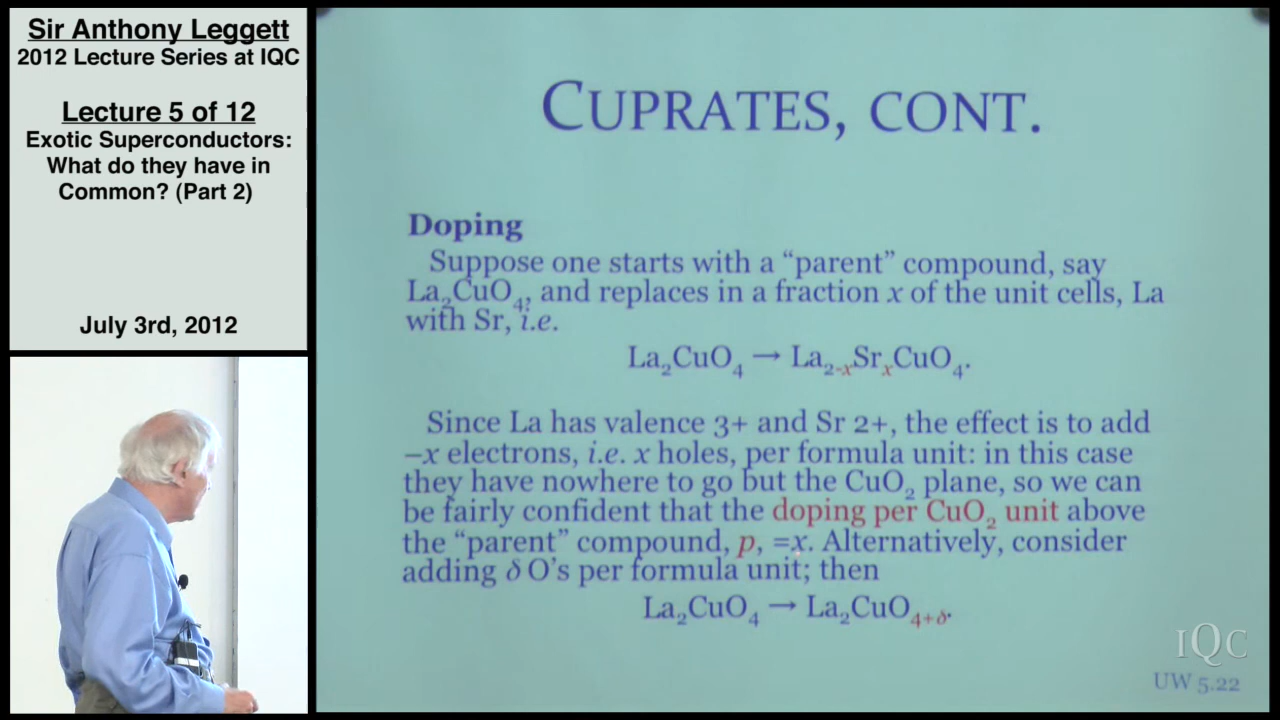 Sir Anthony Leggett
2012 Lecture Series at IQC
Lecture 5 of 12
Exotic Superconductors:
What do they have in
Common? (Part 2)
July 3rd, 2012
CUPRATES, CONT.
Doping
Suppose one starts with a “parent” compound, say
La₂CuO₄, and replaces in a fraction x of the unit cells, La
with Sr, i.e.
La₂CuO₄ → La₂₋ₓSrₓCuO₄.
Since La has valence 3+ and Sr 2+, the effect is to add
−x electrons, i.e. x holes, per formula unit: in this case
they have nowhere to go but the CuO₂ plane, so we can
be fairly confident that the doping per CuO₂ unit above
the “parent” compound, p, =x. Alternatively, consider
adding δ O’s per formula unit; then
La₂CuO₄ → La₂CuO₄₊δ.
IQC
UW 5.22